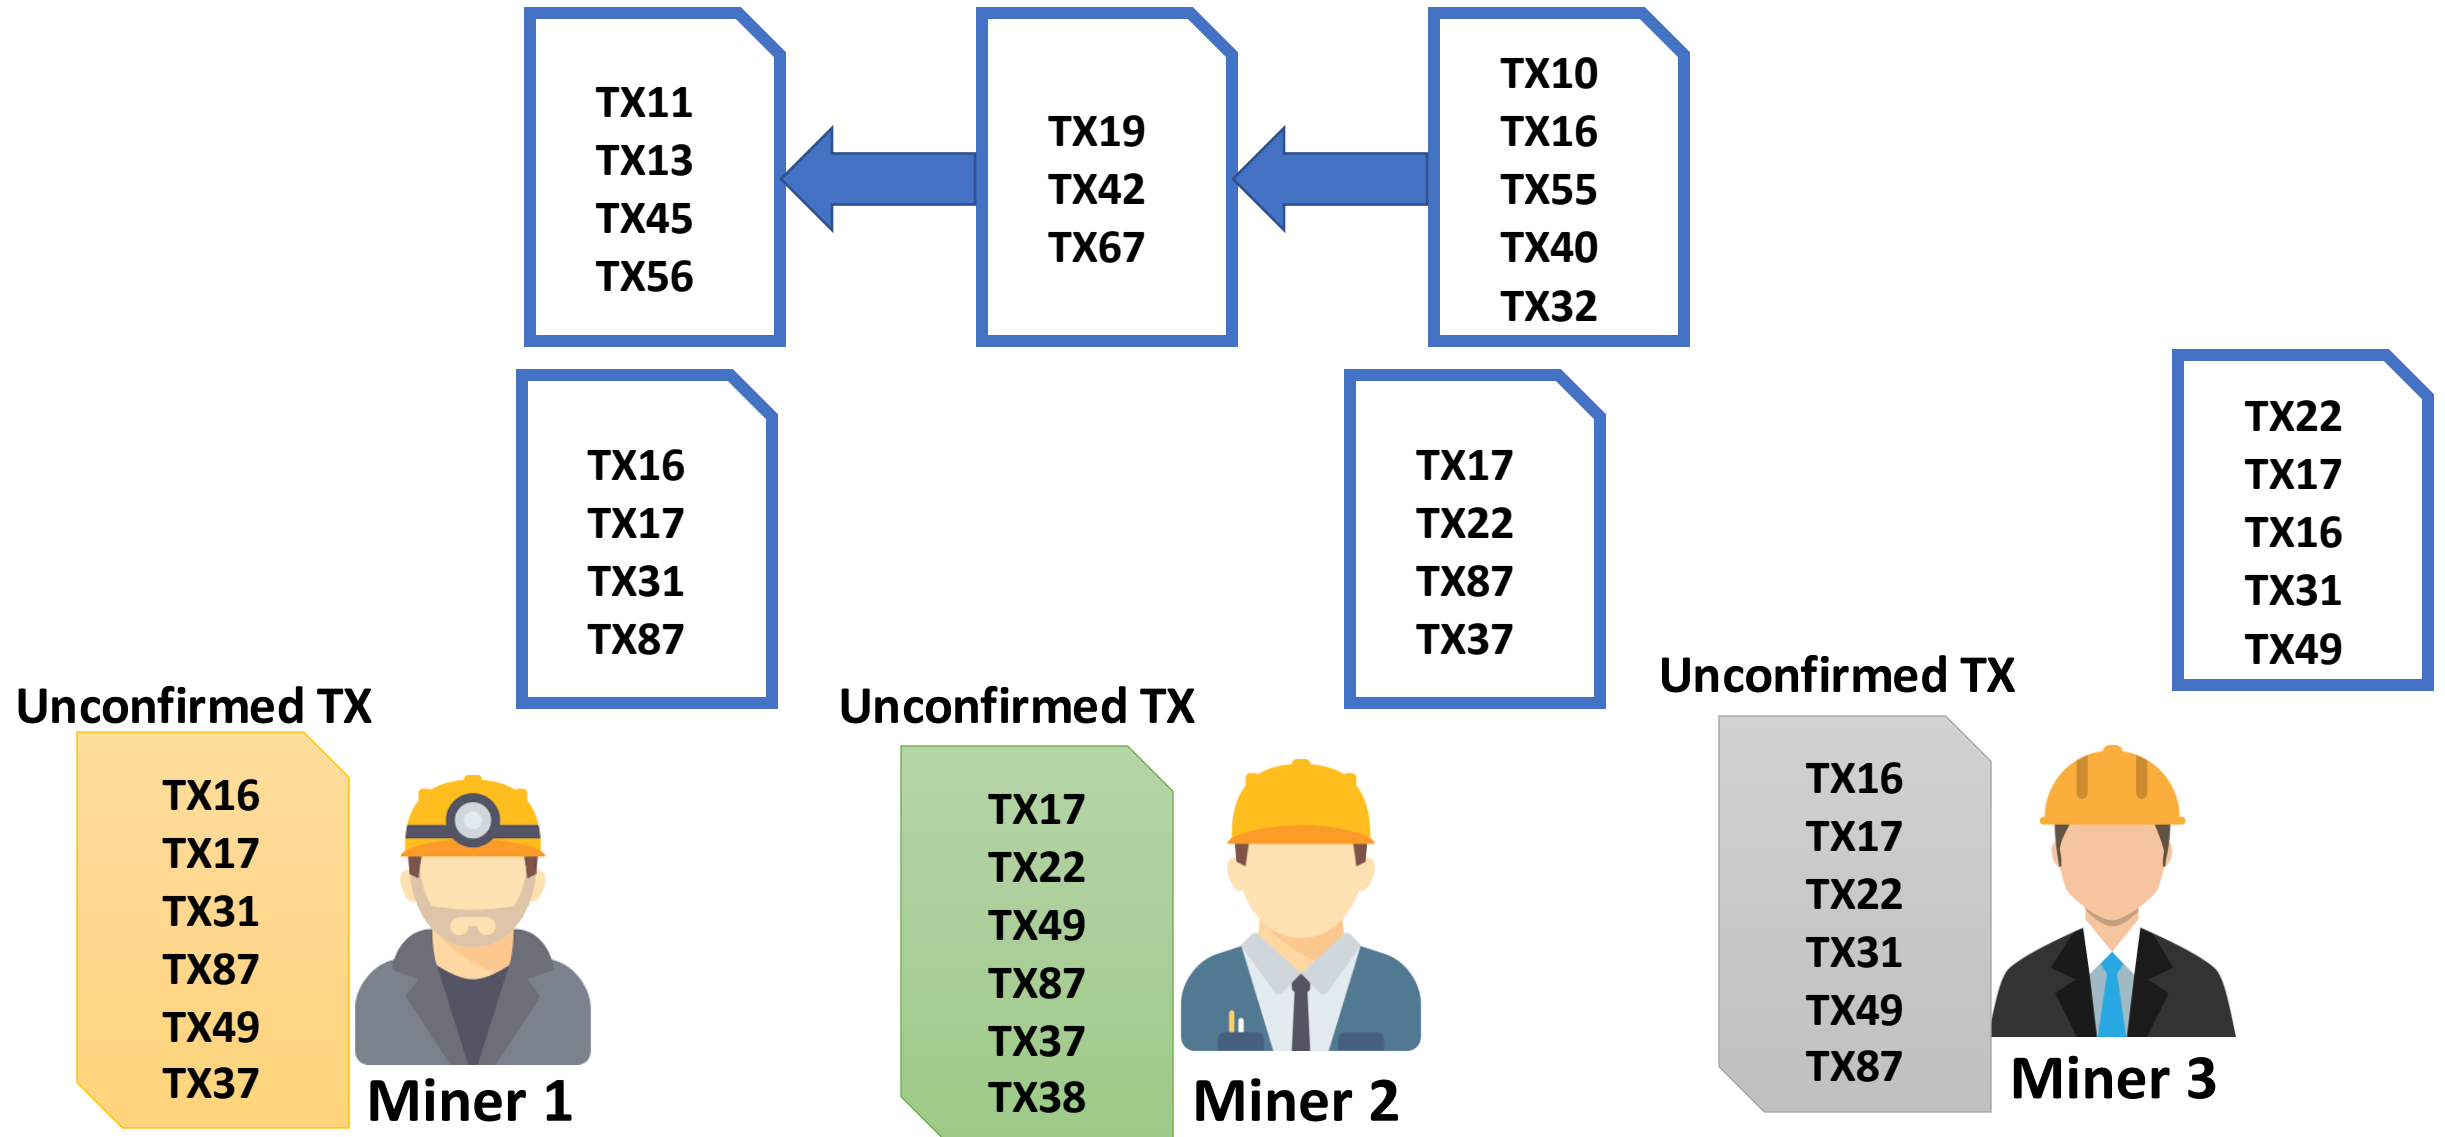 TX11
TX13
TX45
TX56
TX19
TX42
TX67
TX10
TX16
TX55
TX40
TX32
TX16
TX17
TX31
TX87
TX17
TX22
TX87
TX37
TX22
TX17
TX16
TX31
TX49
Unconfirmed TX
TX16
TX17
TX31
TX87
TX49
TX37
Miner 1
Unconfirmed TX
TX17
TX22
TX49
TX87
TX37
TX38
Miner 2
Unconfirmed TX
TX16
TX17
TX22
TX31
TX49
TX87
Miner 3